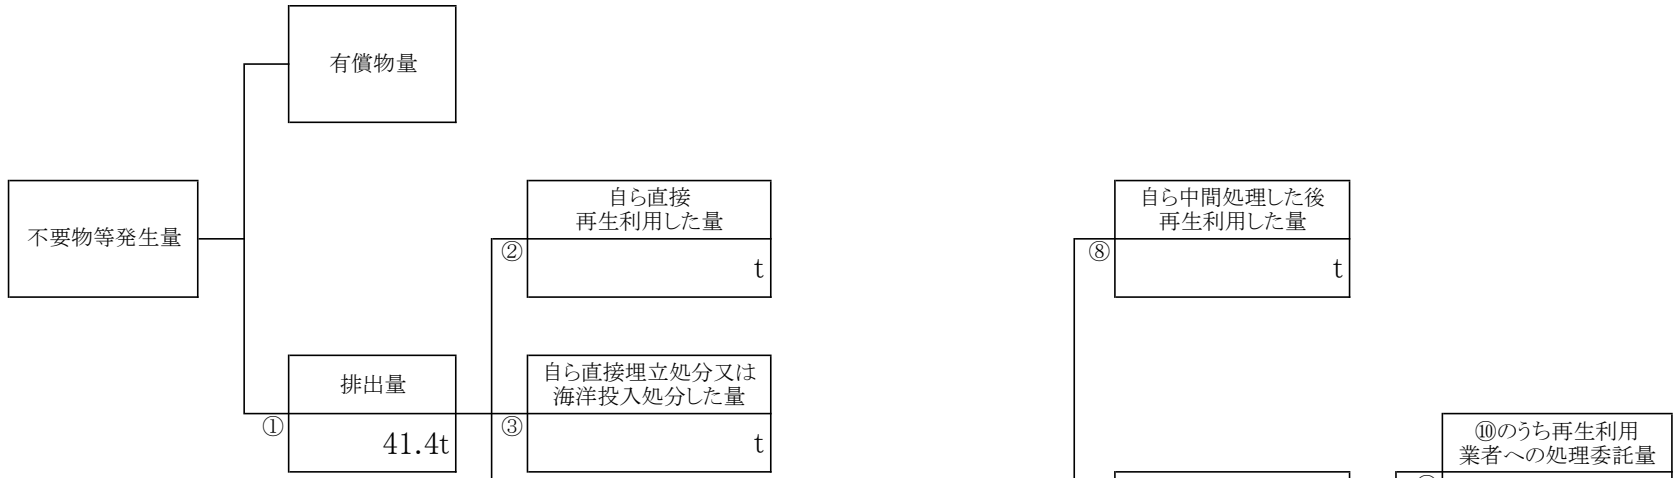 有償物量
不要物等発生量
自ら直接
再生利用した量
②
t
自ら中間処理した後
再生利用した量
⑧
t
排出量
①
41.4t
自ら直接埋立処分又は
海洋投入処分した量
③
t
⑩のうち再生利用
業者への処理委託量